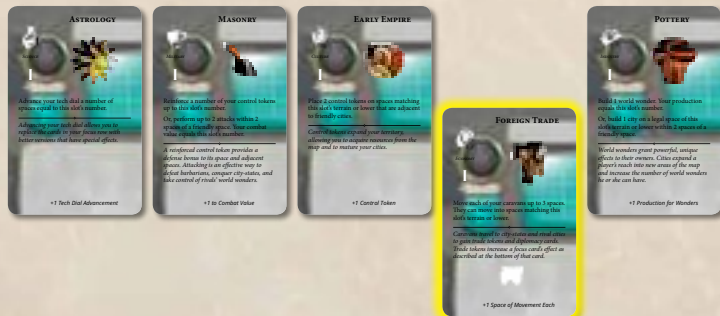 Astrology
I
Advance your tech dial a number of
spaces equal to this slot's number.
Advancing your tech dial allows you to
replace the cards in your focus row with
better versions that have special effects.
+1 Tech Dial Advancement
Masonry
I
Reinforce a number of your control tokens
up to this slot's number.
Or, perform up to 2 attacks within 2
spaces of a friendly space. Your combat
value equals this slot's number.
A reinforced control token provides a
defense bonus to its space and adjacent
spaces. Attacking is an effective way to
defeat barbarians, conquer city-states, and
take control of rivals' world wonders.
+1 to Combat Value
Early Empire
I
Place 2 control tokens on spaces matching
this slot's terrain or lower that are adjacent
to friendly cities.
Control tokens expand your territory,
allowing you to acquire resources from the
map and to mature your cities.
+1 Control Token
Foreign Trade
I
Move each of your caravans up to 3 spaces.
They can move into spaces matching this
slot's terrain or lower.
Caravans travel to city-states and rival cities
to gain trade tokens and diplomacy cards.
Trade tokens increase a focus card's effect as
described at the bottom of that card.
+1 Space of Movement Each
Pottery
I
Build 1 world wonder. Your production
equals this slot's number.
Or, build 1 city on a legal space of this
slot's terrain or lower within 2 spaces of a
friendly space.
World wonders grant powerful, unique
effects to their owners. Cities expand a
player's reach into new areas of the map
and increase the number of world wonders
he or she can have.
+1 Production for Wonders